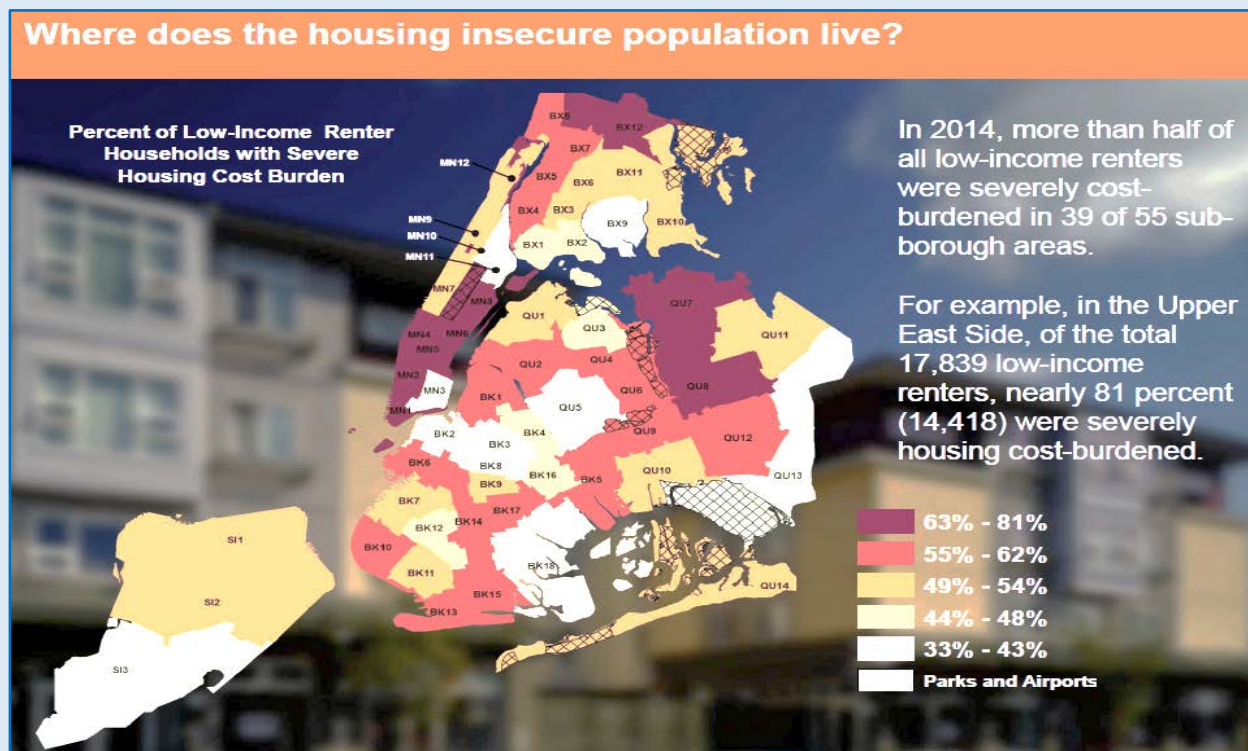 Where does the housing insecure population live?
Percent of Low-Income Renter
Households with Severe
Housing Cost Burden
In 2014, more than half of
all low-income renters
were severely cost-
burdened in 39 of 55 sub-
borough areas.
For example, in the Upper
East Side, of the total
17,839 low-income
renters, nearly 81 percent
(14,418) were severely
housing cost-burdened.
BX8
BX12
BX7
MN12
BX11
BX5
BX6
MN9
BX4
BX3
BX9
BX10
MN10
BX1
BX2
MN11
MN7
MN8
QU7
QU1
QU3
QU11
MN4
MN6
MN5
QU2
QU4
MN2
QU8
MN3
BK1
QU5
QU6
MN1
BK2
BK4
QU9
QU12
BK3
BK6
BK8
BK16
QU10
QU13
BK9
BK5
BK7
BK17
BK14
BK12
BK10
BK18
BK11
QU14
BK15
BK13
SI1
SI2
SI3
63% - 81%
55% - 62%
49% - 54%
44% - 48%
33% - 43%
Parks and Airports